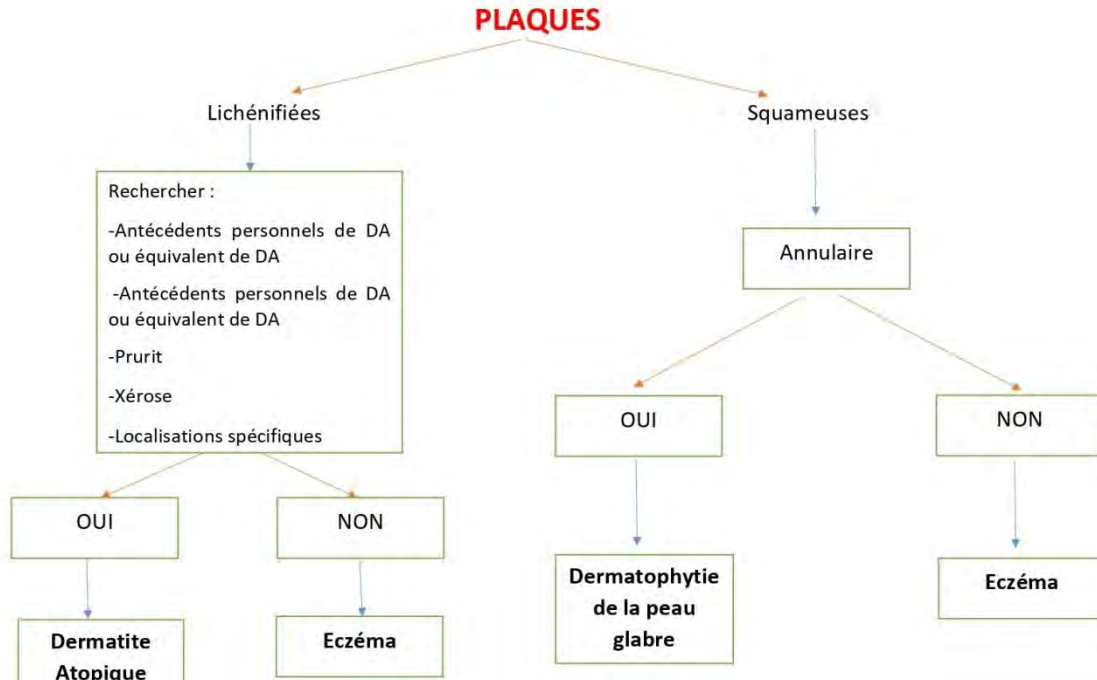 PLAQUES
Lichénifiées
Squameuses
Rechercher :
-Antécédents personnels de DA
ou équivalent de DA
-Antécédents personnels de DA
ou équivalent de DA
-Prurit
-Xérose
-Localisations spécifiques
Annulaire
OUI
NON
OUI
NON
Dermatite
Atopique
Eczéma
Dermatophytie
de la peau
glabre
Eczéma